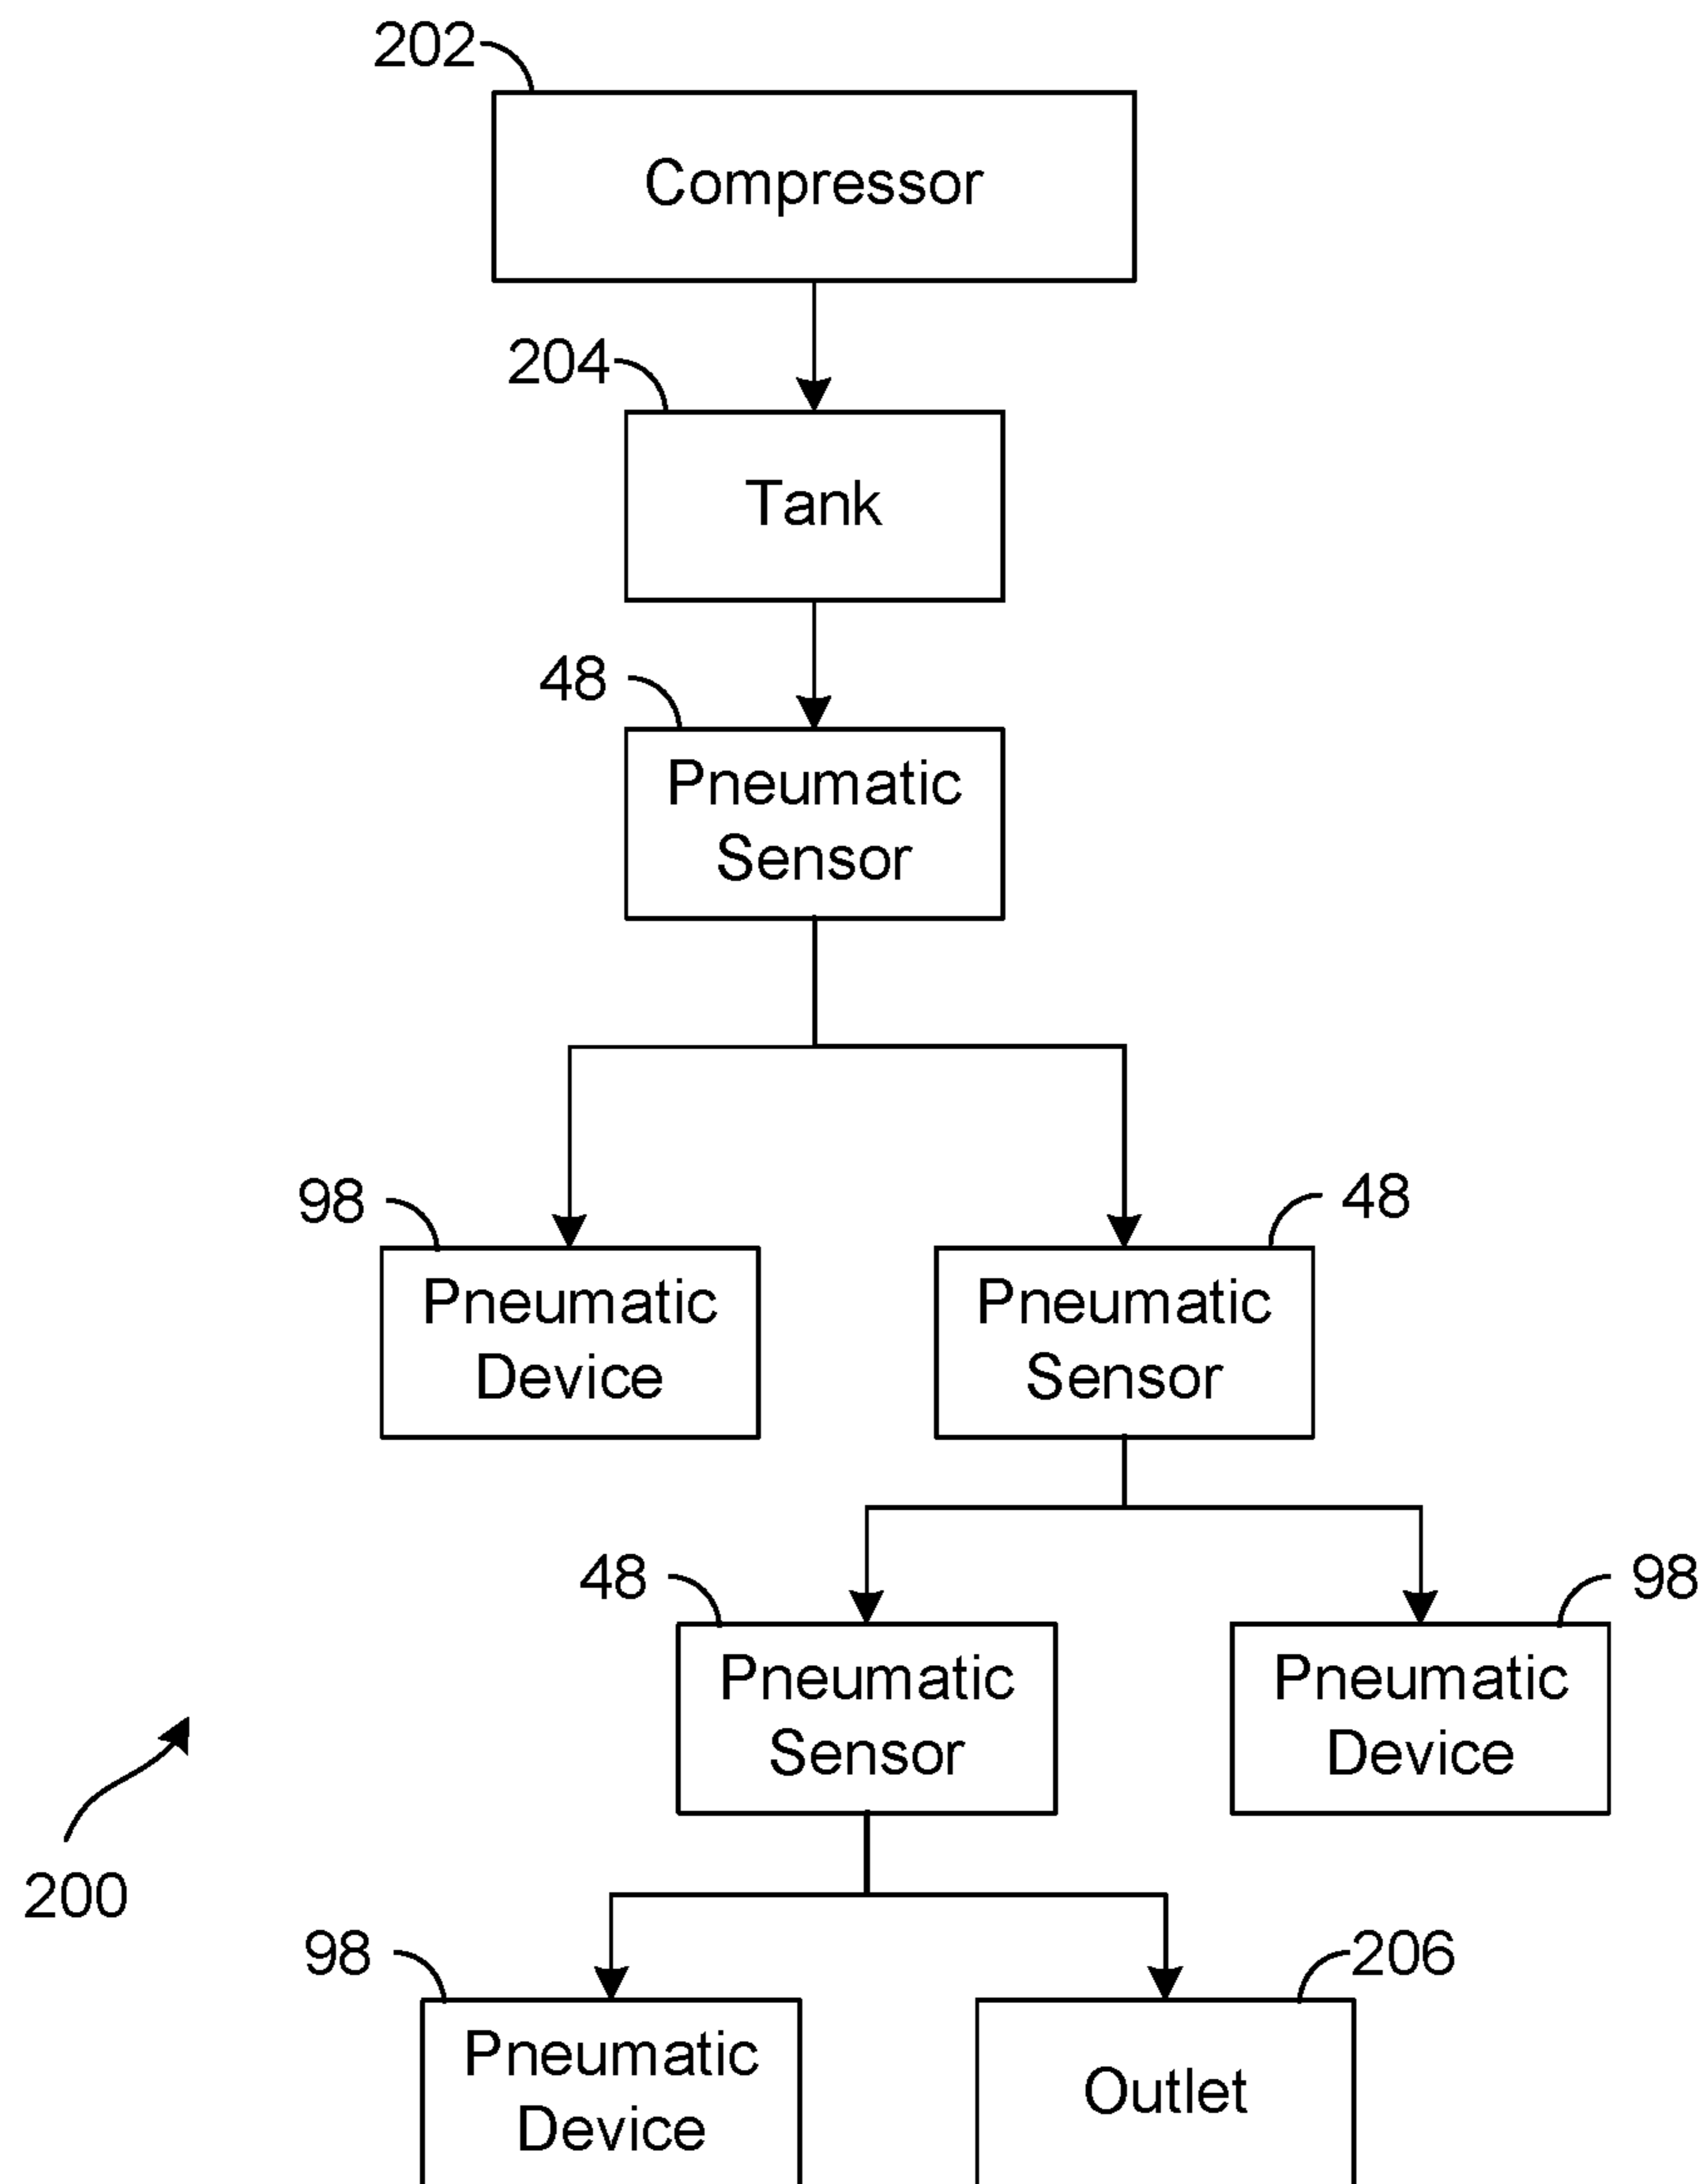 202
Compressor
204
Tank
48
Pneumatic
Sensor
98
48
Pneumatic
Device
Pneumatic
Sensor
48
98
Pneumatic
Sensor
Pneumatic
Device
200
98
206
Pneumatic
Device
Outlet